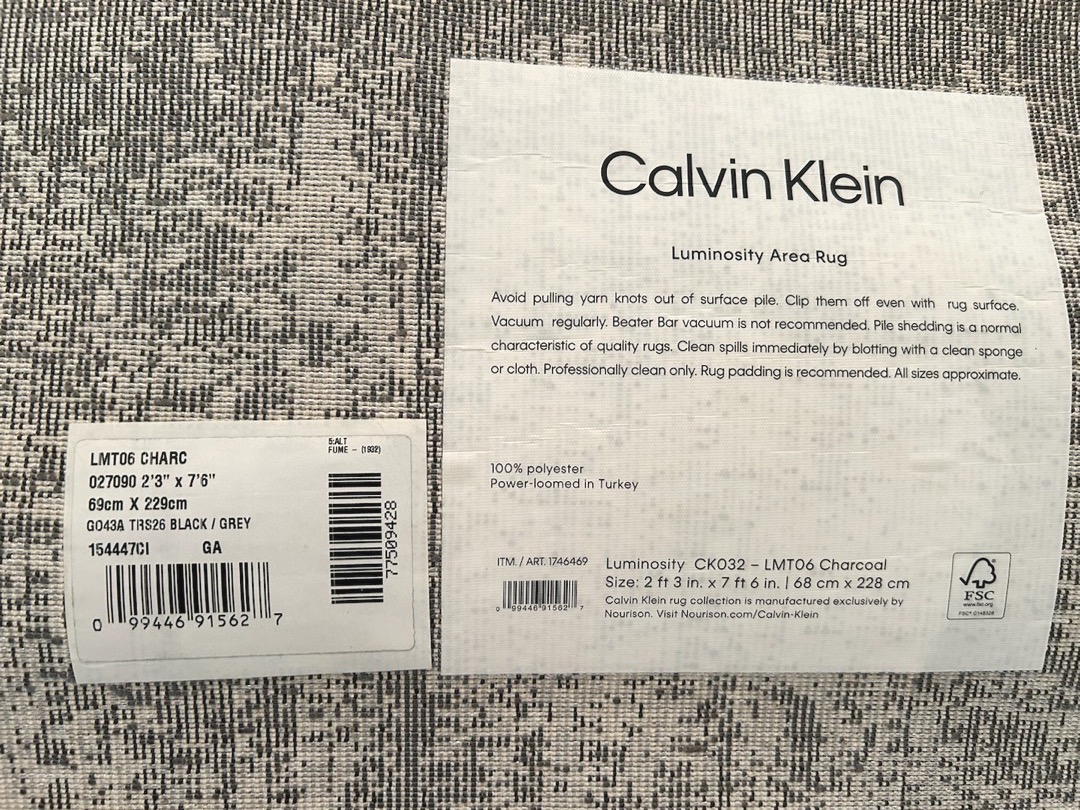 Calvin Klein
Luminosity Area Rug
Avoid pulling yarn knots out of surface pile. Clip them off even with rug surface.
Vacuum regularly. Beater Bar vacuum is not recommended. Pile shedding is a normal
characteristic of quality rugs. Clean spills immediately by blotting with a clean sponge
or cloth. Professionally clean only. Rug padding is recommended. All sizes approximate.
100% polyester
Power-loomed in Turkey
ITM. / ART. 1746469
0 99446 91562 7
Luminosity CK032 – LMT06 Charcoal
Size: 2 ft 3 in. x 7 ft 6 in. | 68 cm x 228 cm
Calvin Klein rug collection is manufactured exclusively by
Nourison. Visit Nourison.com/Calvin-Klein
FSC
www.fsc.org
FSC® C148328
LMT06 CHARC
027090 2'3" x 7'6"
69cm X 229cm
G043A TRS26 BLACK / GREY
154447CI GA
0 99446 91562 7
5:ALT
FUME - (1932)
77509428